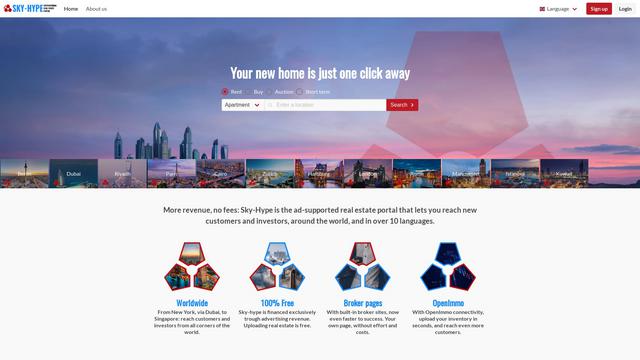 SKY-HYPE
Home
About us
Language
Sign up
Login
Your new home is just one click away
Rent
Buy
Auction
Short term
Apartment
Enter a location
Search
Berlin
Dubai
Riyadh
Paris
Cairo
Zurich
Hamburg
London
Manchester
Istanbul
Kuwait
More revenue, no fees: Sky-Hype is the ad-supported real estate portal that lets you reach new
customers and investors, around the world, and in over 10 languages.
Worldwide
From New York, via Dubai, to
Singapore: reach customers and
investors from all corners of the
world.
100% Free
Sky-hype is financed exclusively
trough advertising revenue.
Uploading real estate is free.
Broker pages
With built-in broker sites, now
even faster to success. Your
own page, without effort and
costs.
OpenImmo
With OpenImmo connectivity,
upload your inventory in
seconds, and reach even more
customers.